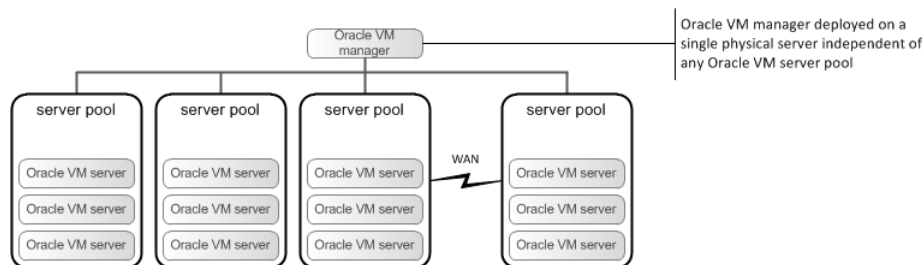 Oracle VM
manager
Oracle VM manager deployed on a
single physical server independent of
any Oracle VM server pool
server pool
Oracle VM server
Oracle VM server
Oracle VM server
server pool
Oracle VM server
Oracle VM server
Oracle VM server
server pool
Oracle VM server
Oracle VM server
Oracle VM server
WAN
server pool
Oracle VM server
Oracle VM server
Oracle VM server